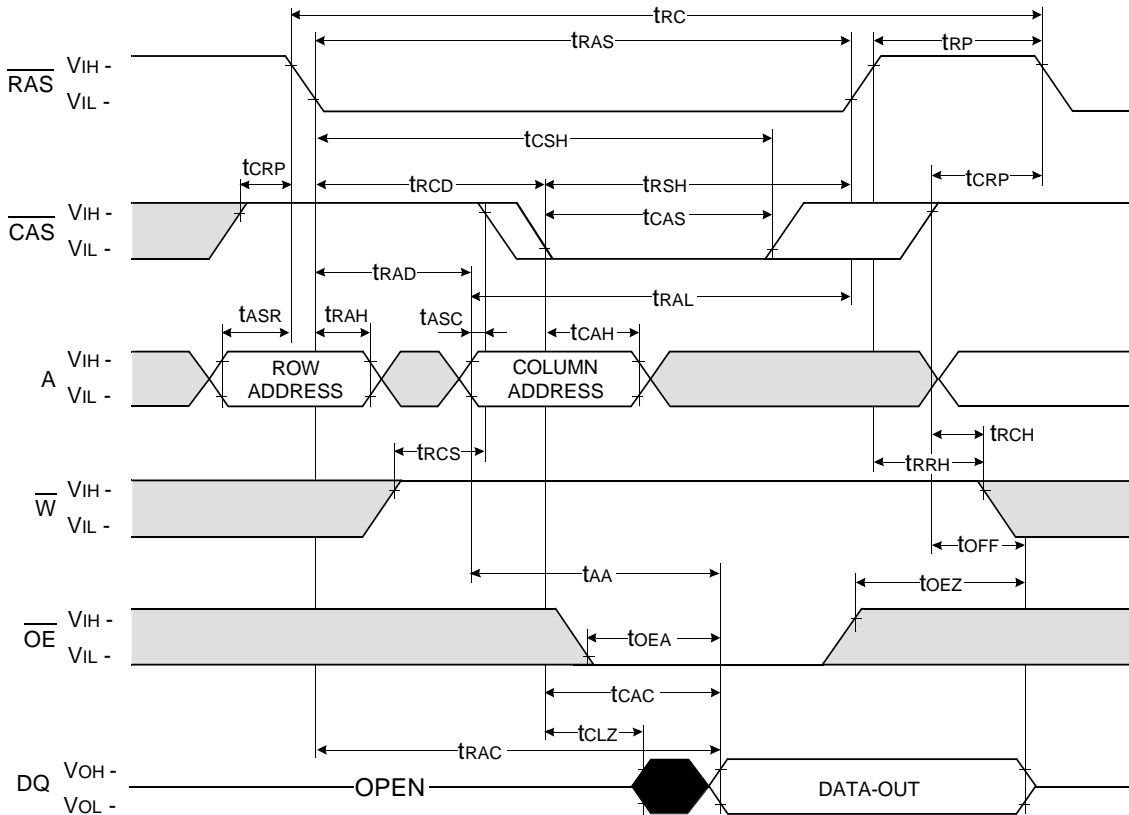 tRC
tRAS
tRP
RAS
VIH -
VIL -
tCSH
tCRP
tRCD
tRSH
tCRP
CAS
VIH -
VIL -
tCAS
tRAD
tRAL
tASR
tRAH
tASC
tCAH
A
VIH -
VIL -
ROW
ADDRESS
COLUMN
ADDRESS
tRCH
tRCS
tRRH
W
VIH -
VIL -
tOFF
tAA
tOEZ
OE
VIH -
VIL -
tOEA
tCAC
tCLZ
tRAC
DQ
VOH -
VOL -
OPEN
DATA-OUT